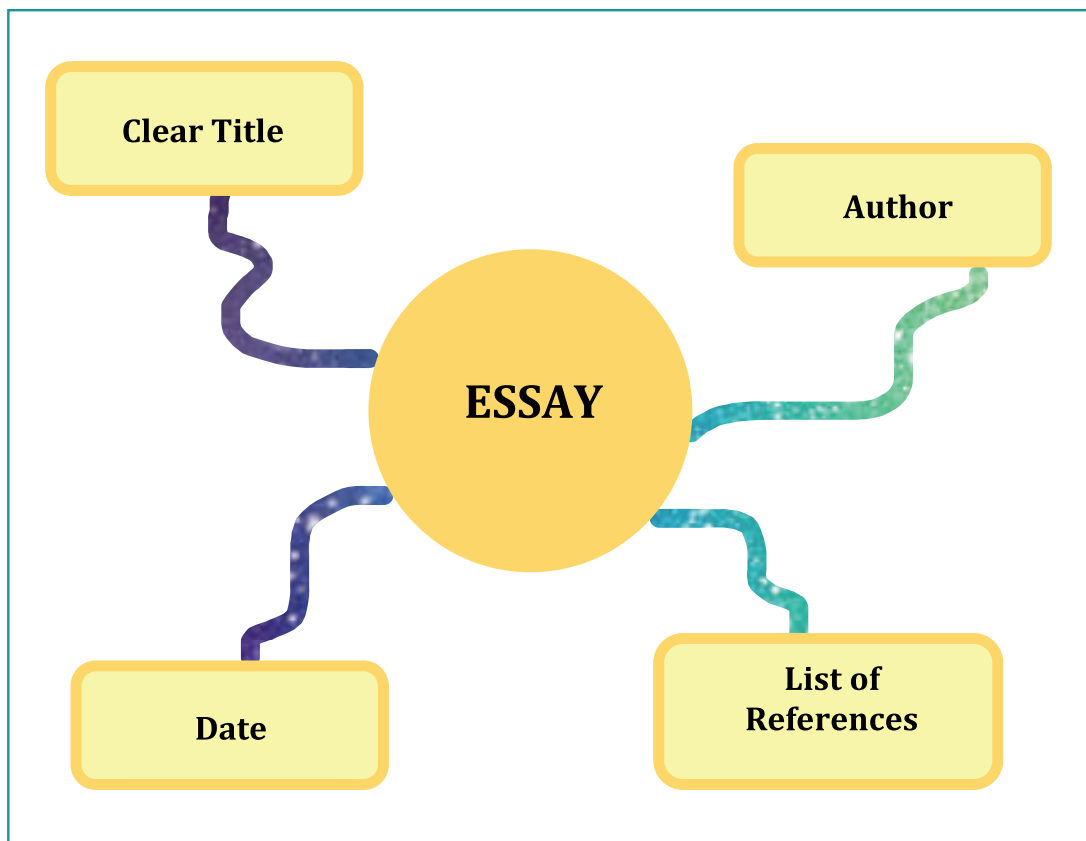 Clear Title
Author
ESSAY
List of
References
Date